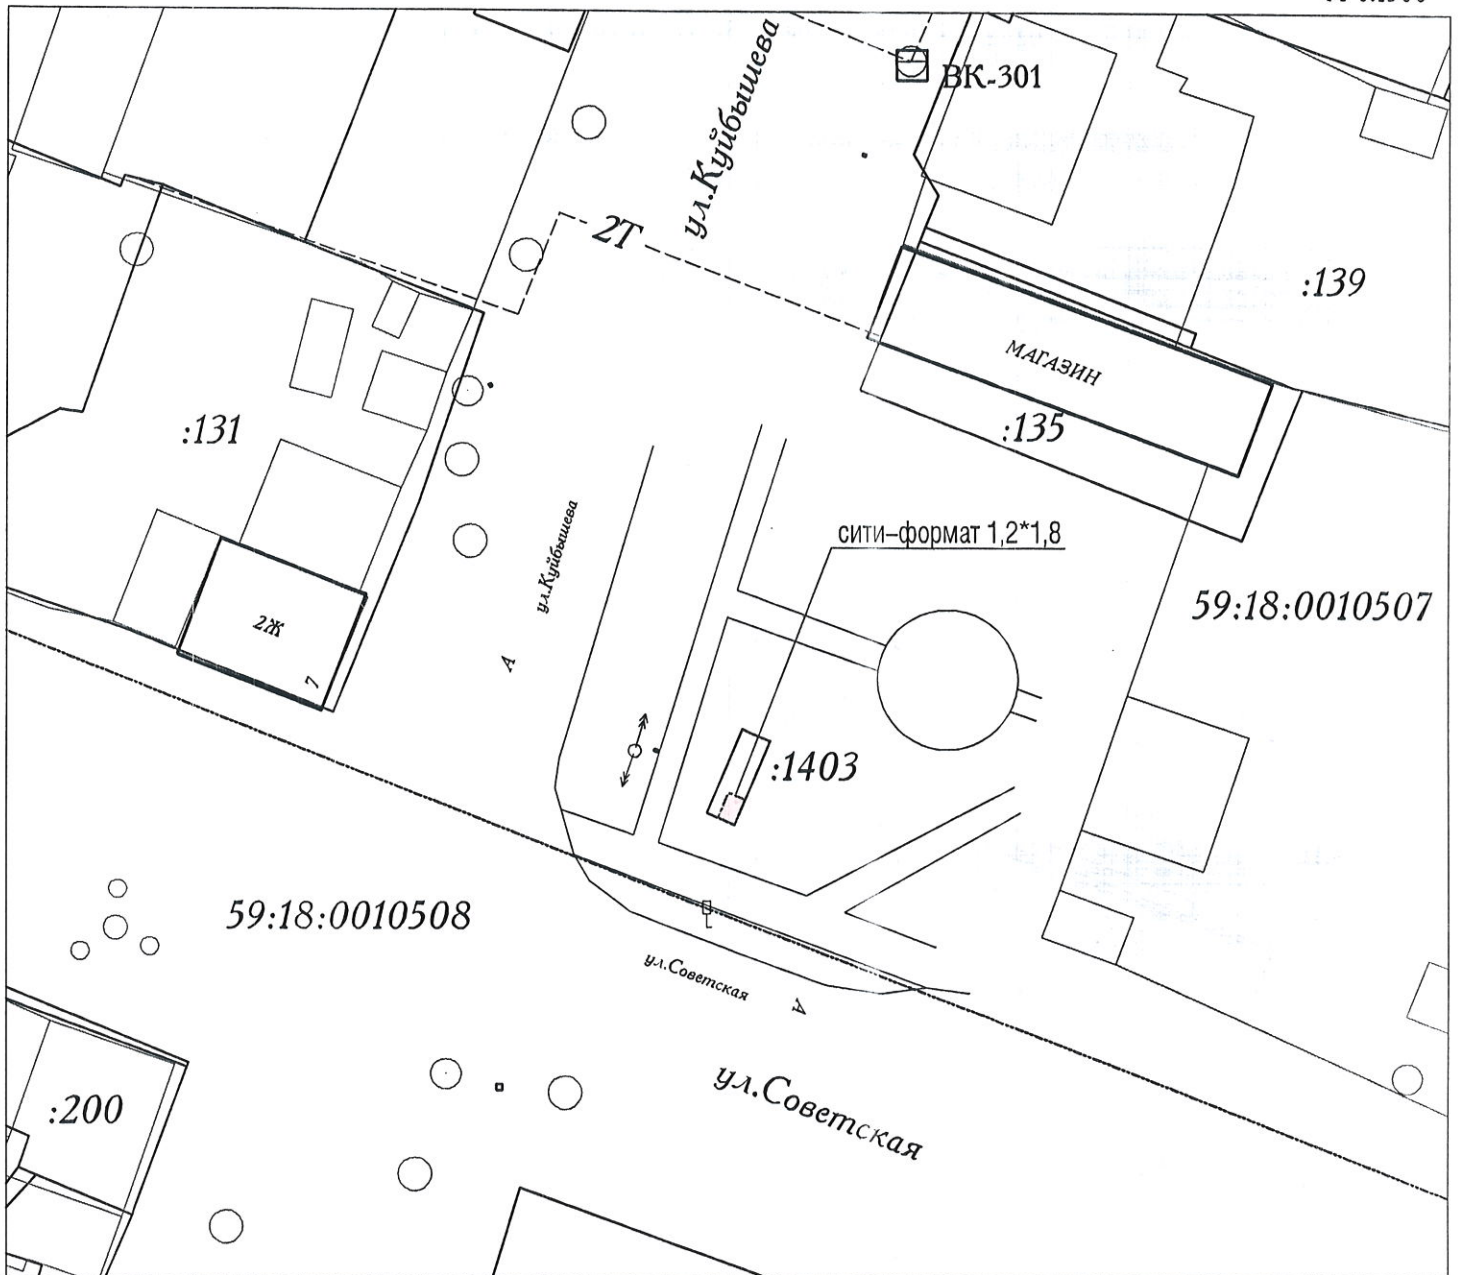 ул.Куйбышева
ВК-301
2Т
:139
МАГАЗИН
:135
:131
сити-формат 1,2*1,8
ул.Куйбышева
59:18:0010507
2Ж
7
А
:1403
59:18:0010508
ул.Советская
А
ул.Советская
:200